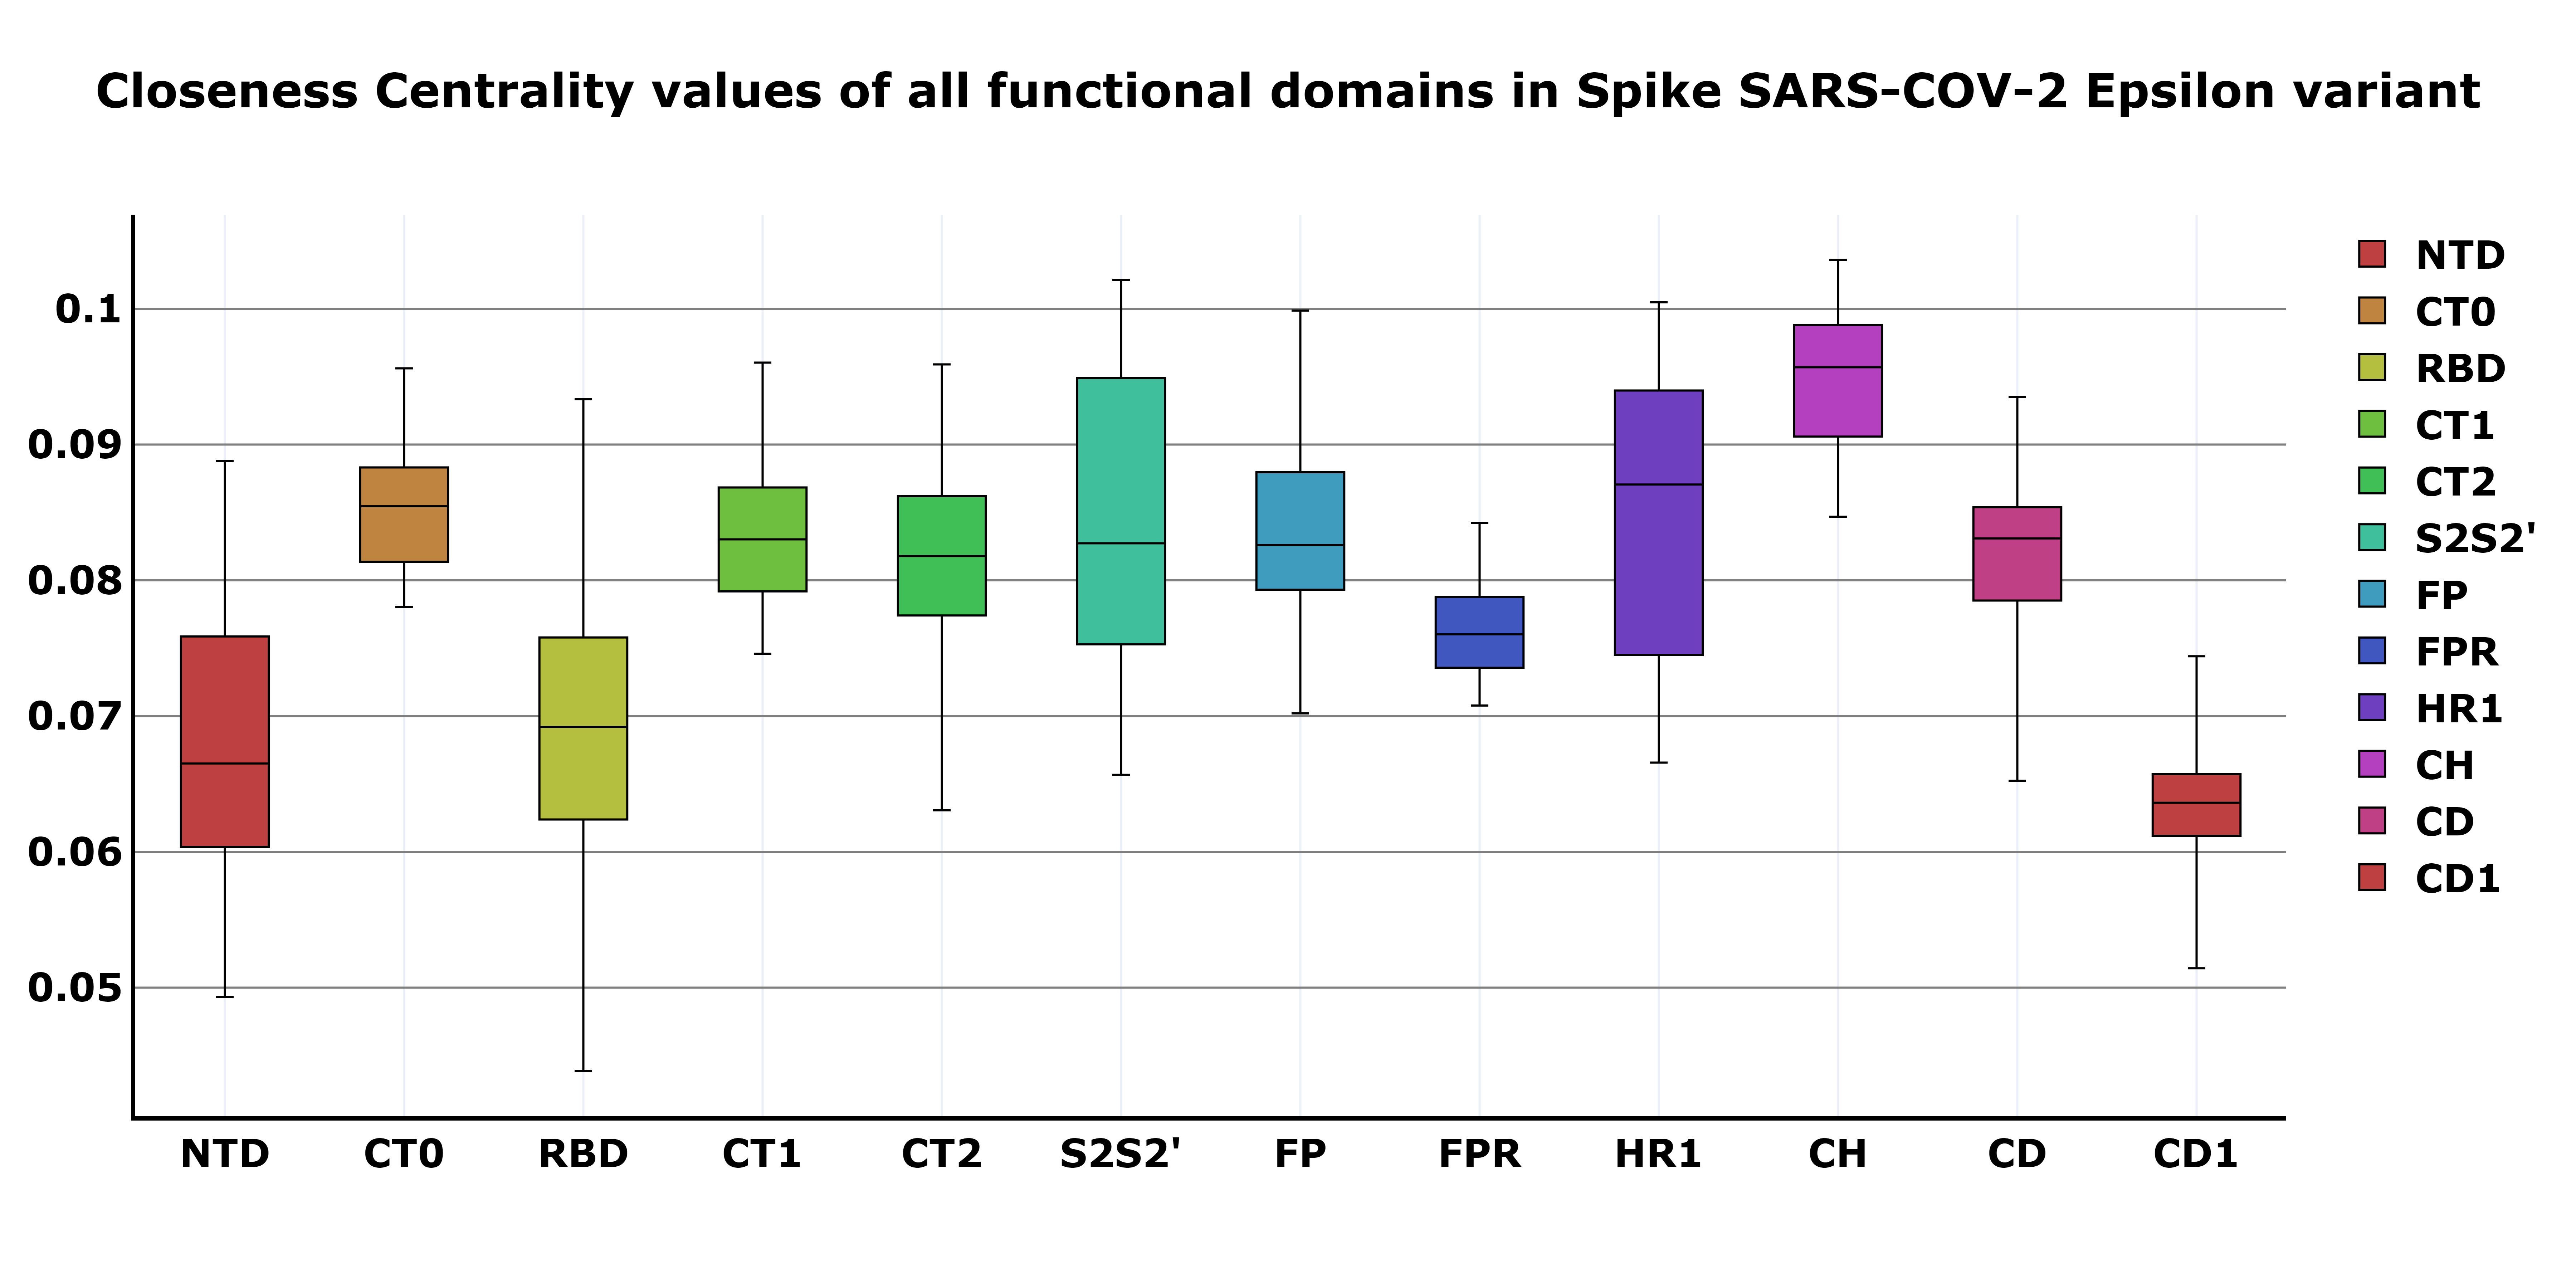 Closeness Centrality values of all functional domains in Spike SARS-COV-2 Epsilon variant
0.1
0.09
0.08
0.07
0.06
0.05
NTD CT0 RBD CT1 CT2 S2S2' FP FPR HR1 CH CD CD1
NTD
CT0
RBD
CT1
CT2
S2S2'
FP
FPR
HR1
CH
CD
CD1